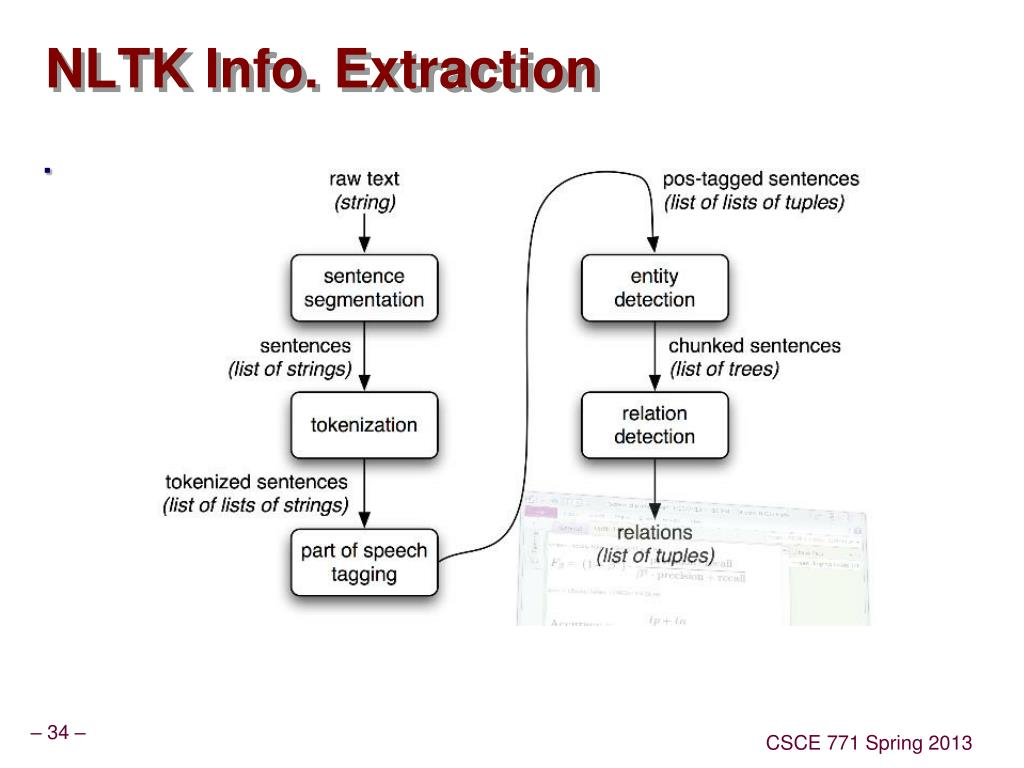 NLTK Info. Extraction
raw text
(string)
sentence
segmentation
sentences
(list of strings)
tokenization
tokenized sentences
(list of lists of strings)
part of speech
tagging
pos-tagged sentences
(list of lists of tuples)
entity
detection
chunked sentences
(list of trees)
relation
detection
relations
(list of tuples)
– 34 –
CSCE 771 Spring 2013